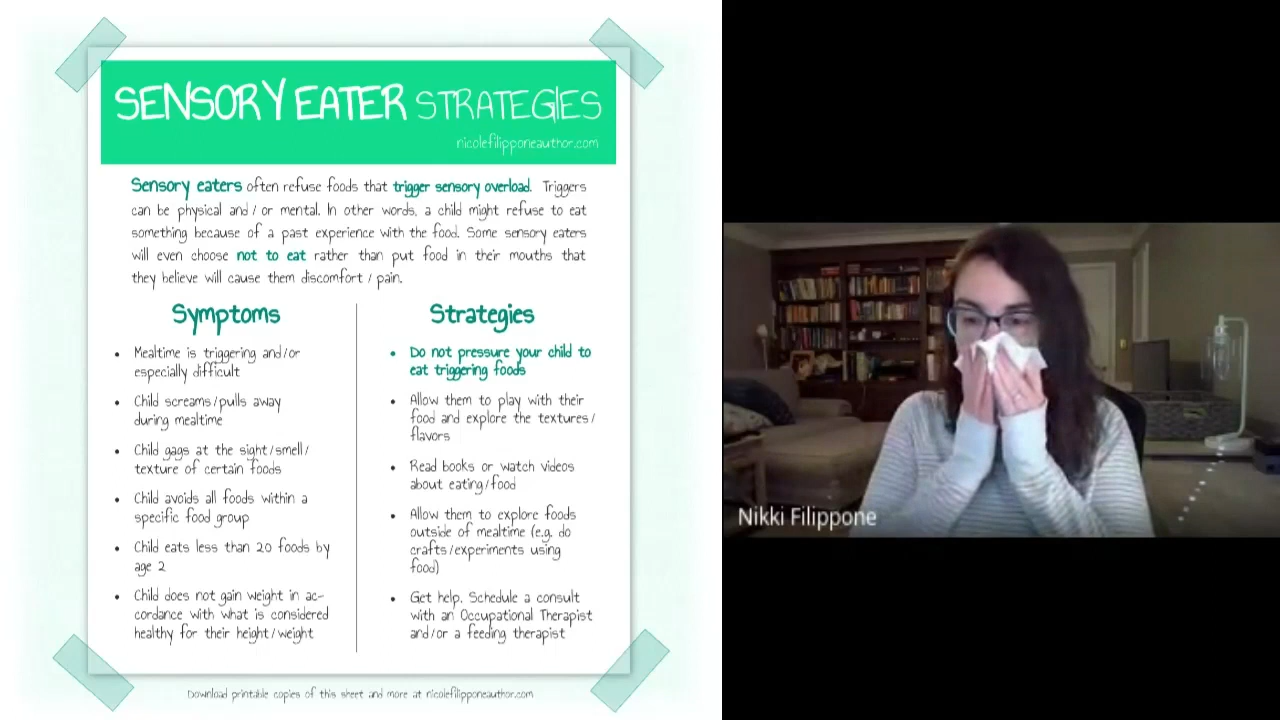 SENSORY EATER STRATEGIES
nicolefilipponeauthor.com
Sensory eaters often refuse foods that trigger sensory overload. Triggers
can be physical and/or mental. In other words, a child might refuse to eat
something because of a past experience with the food. Some sensory eaters
will even choose not to eat rather than put food in their mouths that
they believe will cause them discomfort / pain.
Symptoms
• Mealtime is triggering and/or
especially difficult
• Child screams/pulls away
during mealtime
• Child gags at the sight/smell/
texture of certain foods
• Child avoids all foods within a
specific food group
• Child eats less than 20 foods by
age 2
• Child does not gain weight in ac-
cordance with what is considered
healthy for their height/weight
Strategies
• Do not pressure your child to
eat triggering foods
• Allow them to play with their
food and explore the textures/
flavors
• Read books or watch videos
about eating/food
• Allow them to explore foods
outside of mealtime (e.g. do
crafts/experiments using
food)
• Get help. Schedule a consult
with an Occupational Therapist
and/or a feeding therapist
Download printable copies of this sheet and more at nicolefilipponeauthor.com
Nikki Filippone